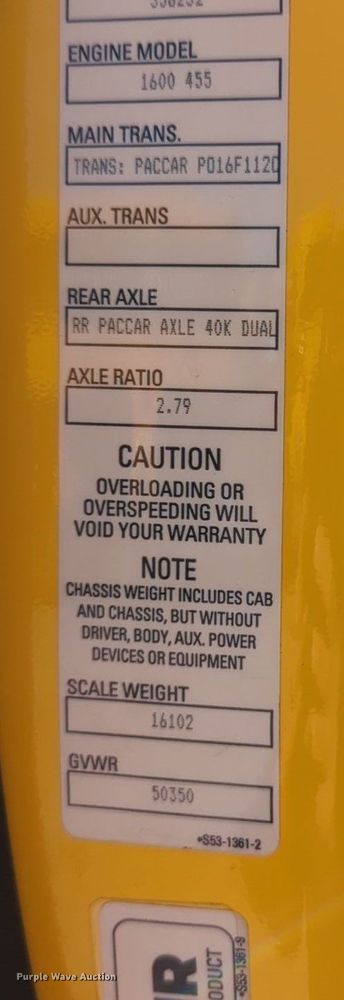 ENGINE MODEL
1600 455
MAIN TRANS.
TRANS: PACCAR PO16F112C
AUX. TRANS
REAR AXLE
RR PACCAR AXLE 40K DUAL
AXLE RATIO
2.79
CAUTION
OVERLOADING OR
OVERSPEEDING WILL
VOID YOUR WARRANTY
NOTE
CHASSIS WEIGHT INCLUDES CAB
AND CHASSIS, BUT WITHOUT
DRIVER, BODY, AUX. POWER
DEVICES OR EQUIPMENT
SCALE WEIGHT
16102
GVWR
50350
•S53-1361-2
•S53-1361-9
Purple Wave Auction